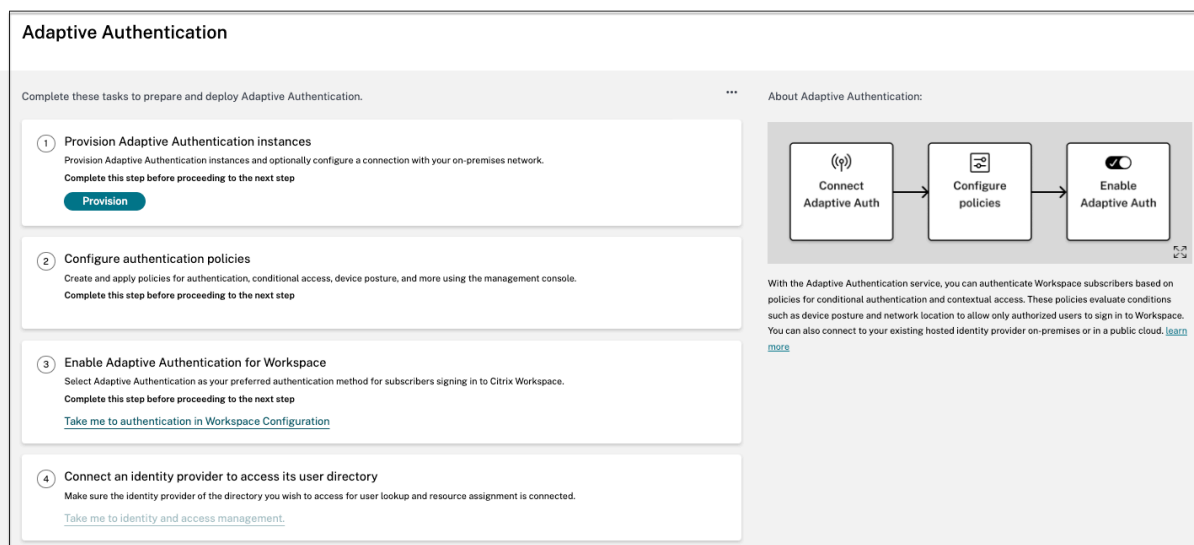 Adaptive Authentication
Complete these tasks to prepare and deploy Adaptive Authentication.
...
1
Provision Adaptive Authentication instances
Provision Adaptive Authentication instances and optionally configure a connection with your on-premises network.
Complete this step before proceeding to the next step
Provision
2
Configure authentication policies
Create and apply policies for authentication, conditional access, device posture, and more using the management console.
Complete this step before proceeding to the next step
3
Enable Adaptive Authentication for Workspace
Select Adaptive Authentication as your preferred authentication method for subscribers signing in to Citrix Workspace.
Complete this step before proceeding to the next step
Take me to authentication in Workspace Configuration
4
Connect an identity provider to access its user directory
Make sure the identity provider of the directory you wish to access for user lookup and resource assignment is connected.
Take me to identity and access management.
About Adaptive Authentication:
Connect
Adaptive Auth
Configure
policies
Enable
Adaptive Auth
With the Adaptive Authentication service, you can authenticate Workspace subscribers based on
policies for conditional authentication and contextual access. These policies evaluate conditions
such as device posture and network location to allow only authorized users to sign in to Workspace.
You can also connect to your existing hosted identity provider on-premises or in a public cloud. learn
more